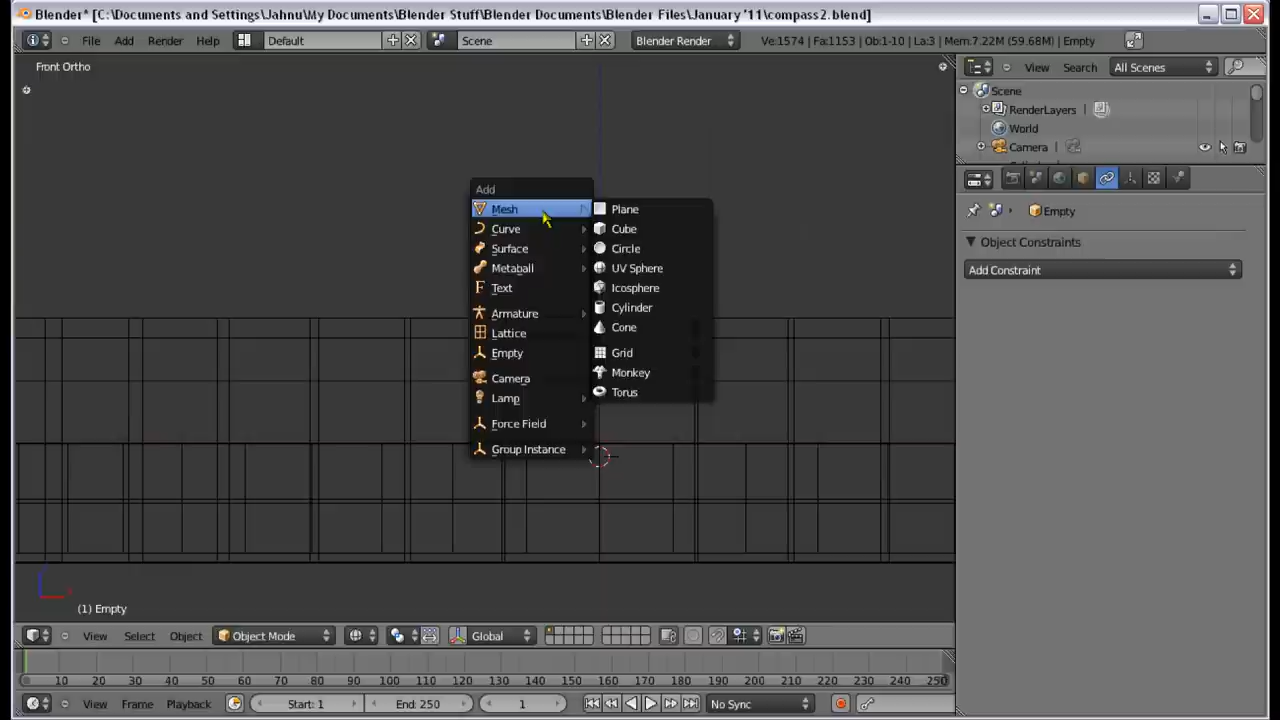 Blender* [C:\Documents and Settings\Jahnu\My Documents\Blender Stuff\Blender Documents\Blender Files\January '11\compass2.blend]
File Add Render Help Default Scene Blender Render Ve:1574 | Fa:1153 | Ob:1-10 | La:3 | Mem:7.22M (59.68M) | Empty
Front Ortho
View Search All Scenes
Scene
RenderLayers
World
Camera
Empty
Object Constraints
Add Constraint
Add
Mesh
Curve
Surface
Metaball
Text
Armature
Lattice
Empty
Camera
Lamp
Force Field
Group Instance
Plane
Cube
Circle
UV Sphere
Icosphere
Cylinder
Cone
Grid
Monkey
Torus
(1) Empty
View Select Object Object Mode Global
10 20 30 40 50 60 70 80 90 100 110 120 130 140 150 160 170 180 190 200 210 220 230 240 250
View Frame Playback Start: 1 End: 250 1 No Sync